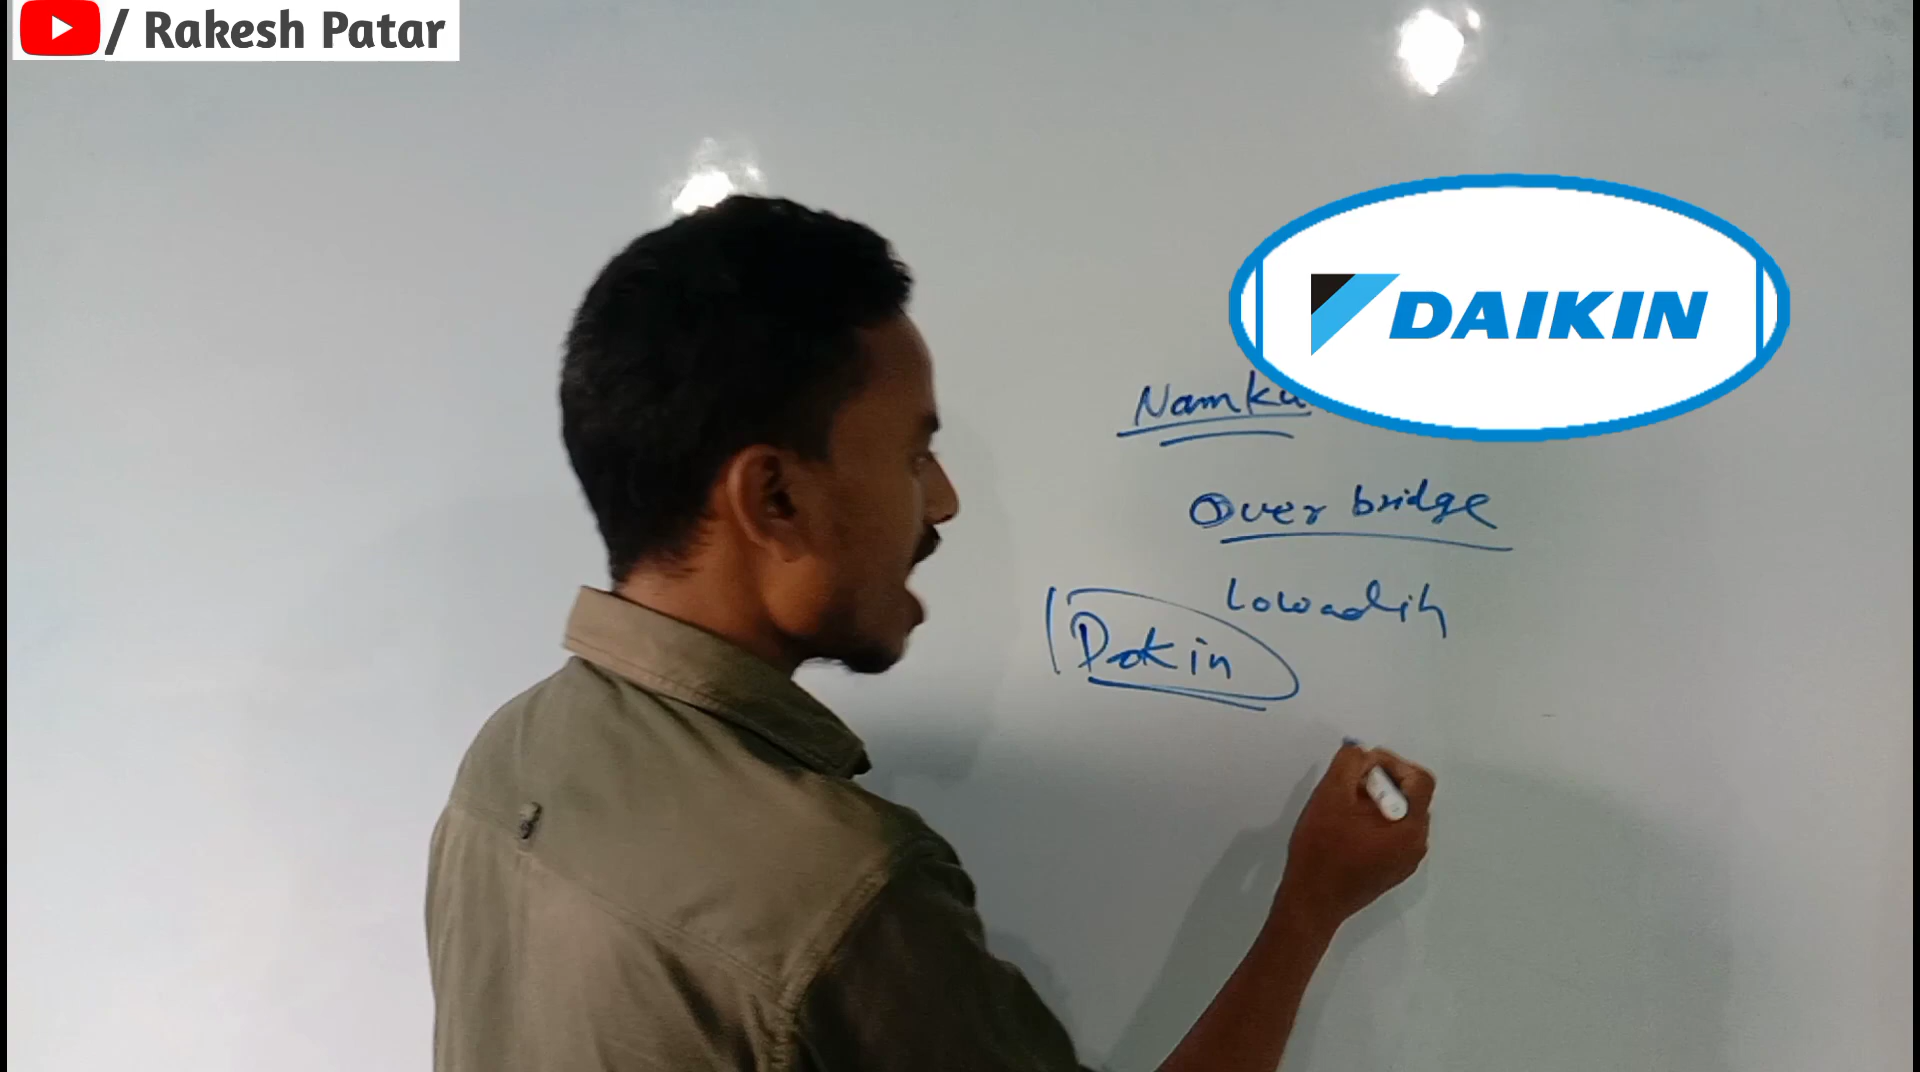 / Rakesh Patar
DAIKIN
Namku
Over bridge
Lowadih
Dakin